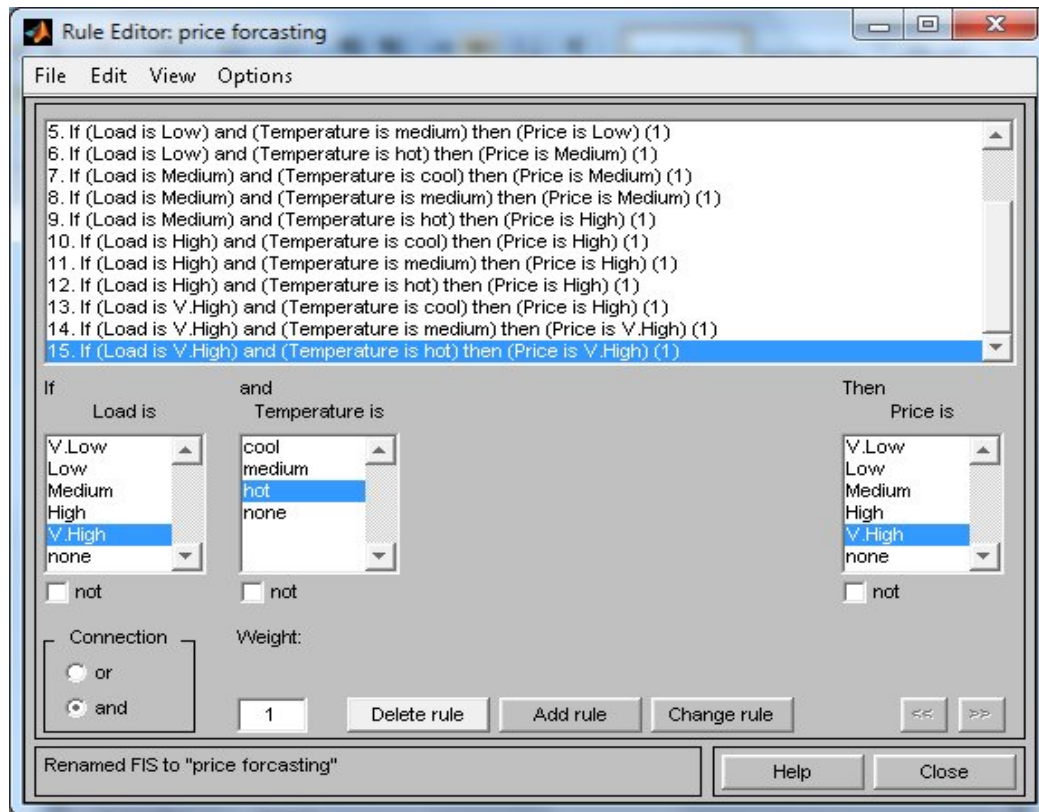 Rule Editor: price forcasting
File Edit View Options
5. If (Load is Low) and (Temperature is medium) then (Price is Low) (1)
6. If (Load is Low) and (Temperature is hot) then (Price is Medium) (1)
7. If (Load is Medium) and (Temperature is cool) then (Price is Medium) (1)
8. If (Load is Medium) and (Temperature is medium) then (Price is Medium) (1)
9. If (Load is Medium) and (Temperature is hot) then (Price is High) (1)
10. If (Load is High) and (Temperature is cool) then (Price is High) (1)
11. If (Load is High) and (Temperature is medium) then (Price is High) (1)
12. If (Load is High) and (Temperature is hot) then (Price is High) (1)
13. If (Load is V.High) and (Temperature is cool) then (Price is High) (1)
14. If (Load is V.High) and (Temperature is medium) then (Price is V.High) (1)
15. If (Load is V.High) and (Temperature is hot) then (Price is V.High) (1)
If and Then
Load is Temperature is Price is
V.Low cool V.Low
Low medium Low
Medium hot Medium
High none High
V.High V.High
none none
not not not
Connection Weight:
or
and 1 Delete rule Add rule Change rule << >>
Renamed FIS to "price forcasting" Help Close